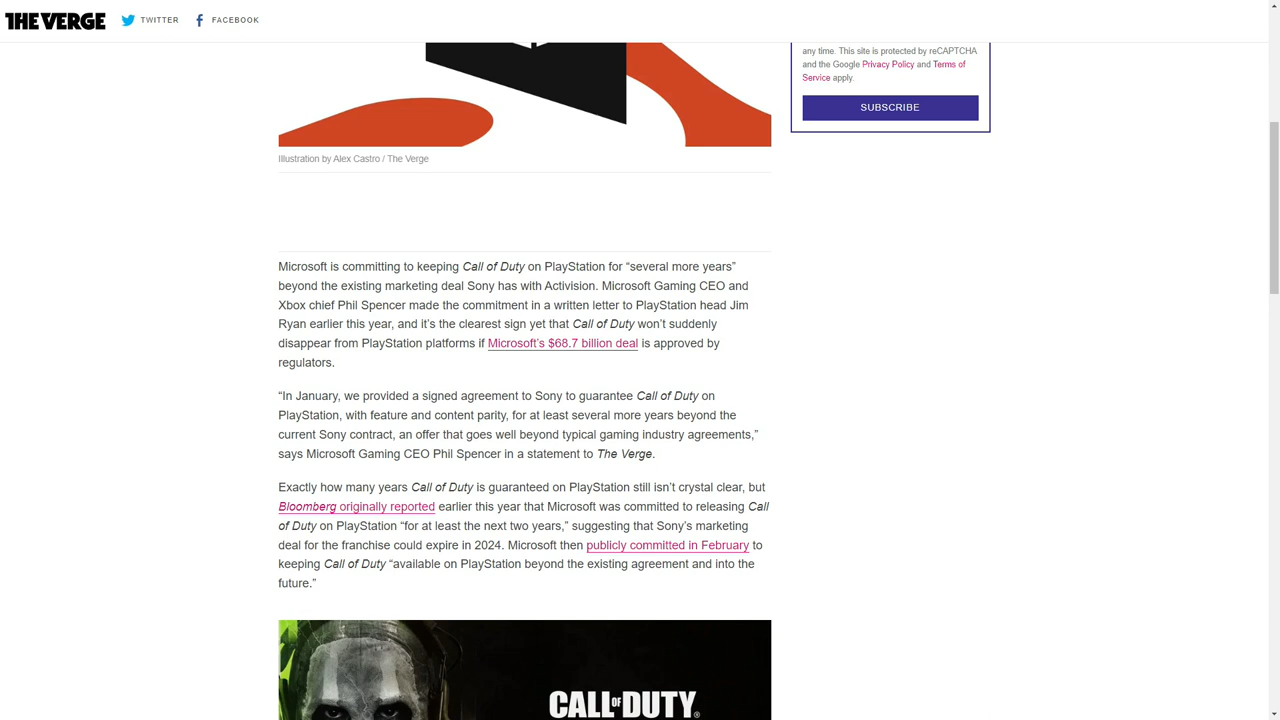 THE VERGE TWITTER FACEBOOK
any time. This site is protected by reCAPTCHA
and the Google Privacy Policy and Terms of
Service apply.
SUBSCRIBE
Illustration by Alex Castro / The Verge
Microsoft is committing to keeping Call of Duty on PlayStation for “several more years”
beyond the existing marketing deal Sony has with Activision. Microsoft Gaming CEO and
Xbox chief Phil Spencer made the commitment in a written letter to PlayStation head Jim
Ryan earlier this year, and it’s the clearest sign yet that Call of Duty won’t suddenly
disappear from PlayStation platforms if Microsoft’s $68.7 billion deal is approved by
regulators.
“In January, we provided a signed agreement to Sony to guarantee Call of Duty on
PlayStation, with feature and content parity, for at least several more years beyond the
current Sony contract, an offer that goes well beyond typical gaming industry agreements,”
says Microsoft Gaming CEO Phil Spencer in a statement to The Verge.
Exactly how many years Call of Duty is guaranteed on PlayStation still isn’t crystal clear, but
Bloomberg originally reported earlier this year that Microsoft was committed to releasing Call
of Duty on PlayStation “for at least the next two years,” suggesting that Sony’s marketing
deal for the franchise could expire in 2024. Microsoft then publicly committed in February to
keeping Call of Duty “available on PlayStation beyond the existing agreement and into the
future.”
CALL OF DUTY®